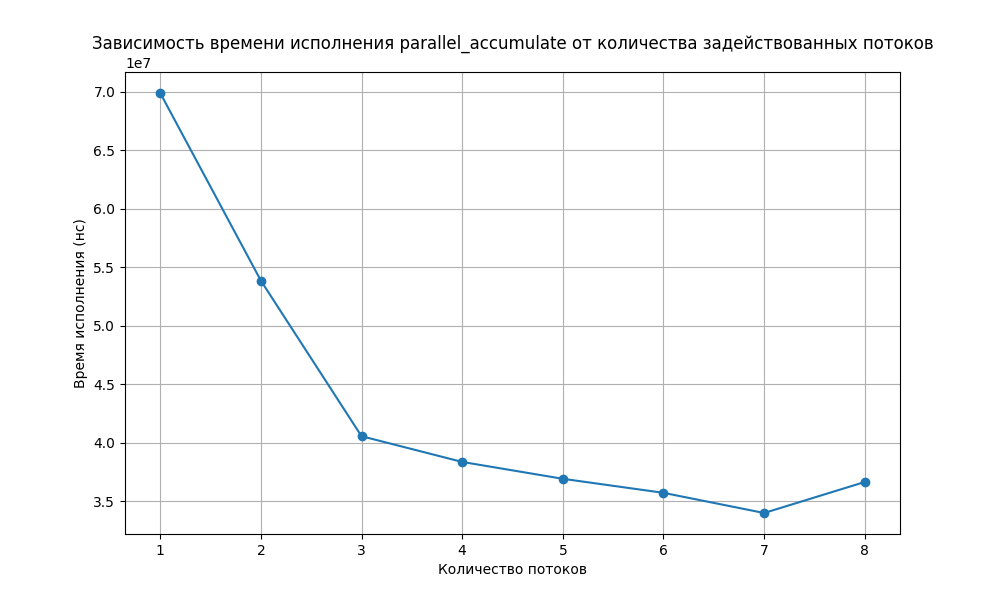 Зависимость времени исполнения parallel_accumulate от количества задействованных потоков
1e7
7.0
6.5
6.0
5.5
5.0
4.5
4.0
3.5
Время исполнения (нс)
1 2 3 4 5 6 7 8
Количество потоков